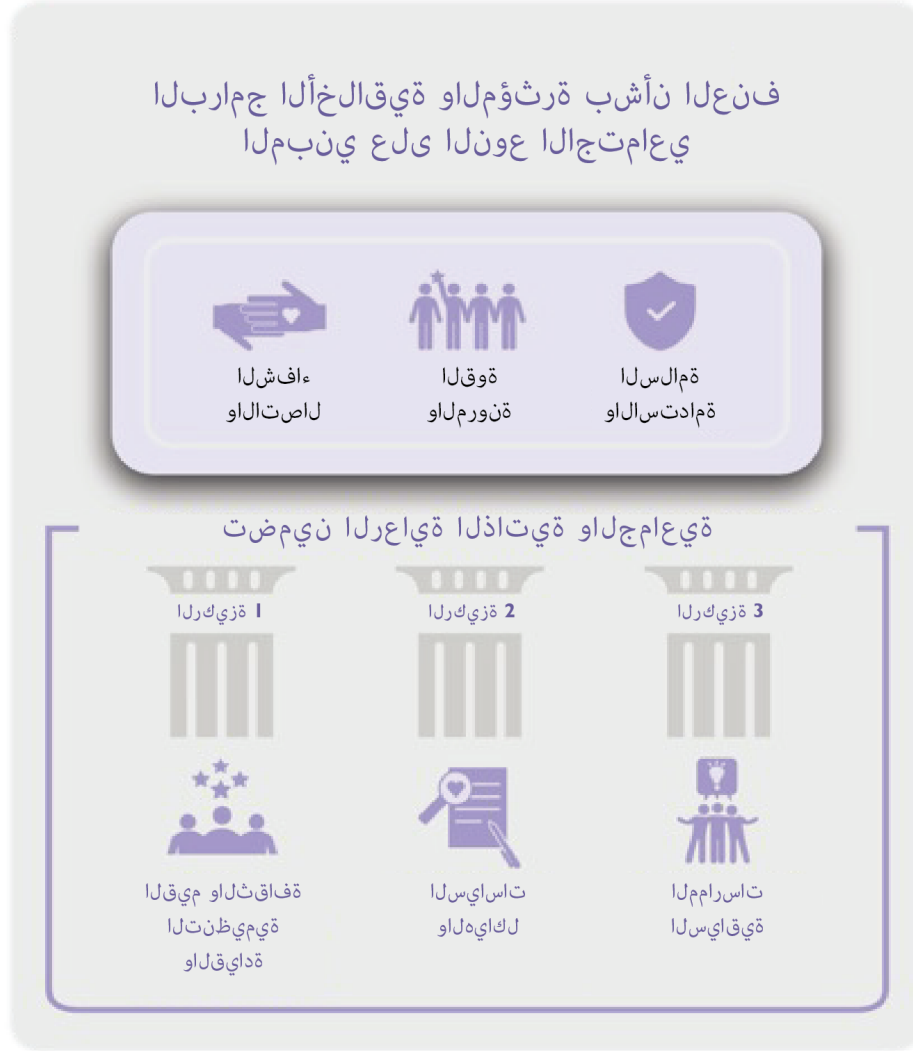 البرامج الأخلاقية والمؤثرة بشأن العنف
المبني على النوع الاجتماعي
الشفاء
والاتصال
القوة
والمرونة
السلامة
والاستدامة
تضمين الرعاية الذاتية والجماعية
الركيزة 1
الركيزة 2
الركيزة 3
القيم والثقافة
التنظيمية
والقيادة
السياسات
والهياكل
الممارسات
السياقية